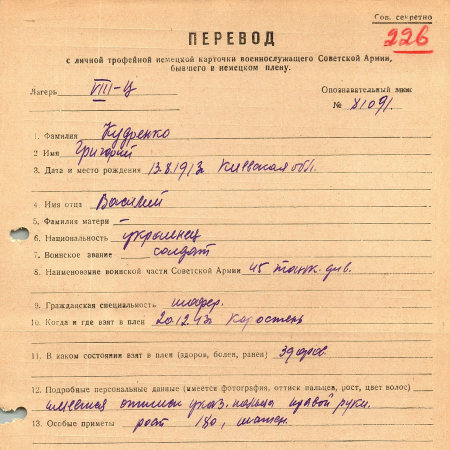 Сов. секретно
226
ПЕРЕВОД
с личной трофейной немецкой карточки военнослужащего Советской Армии,
бывшего в немецком плену.
Лагерь VIII-Ц Опознавательный знак
№ 81091.
1. Фамилия Кудренко
2. Имя Григорий
3. Дата и место рождения 13.8.1913г Киевская обл.
4. Имя отца Василий
5. Фамилия матери —
6. Национальность украинец
7. Воинское звание солдат
8. Наименование воинской части Советской Армии 45 танк. див.
9. Гражданская специальность шофер.
10. Когда и где взят в плен 20.12.43г. Коростень
11. В каком состоянии взят в плен (здоров, болен, ранен) Здоров.
12. Подробные персональные данные (имеется фотография, оттиск пальцев, рост, цвет волос)
имеется оттиск указ. пальца правой руки.
13. Особые приметы рост 180, шатен.